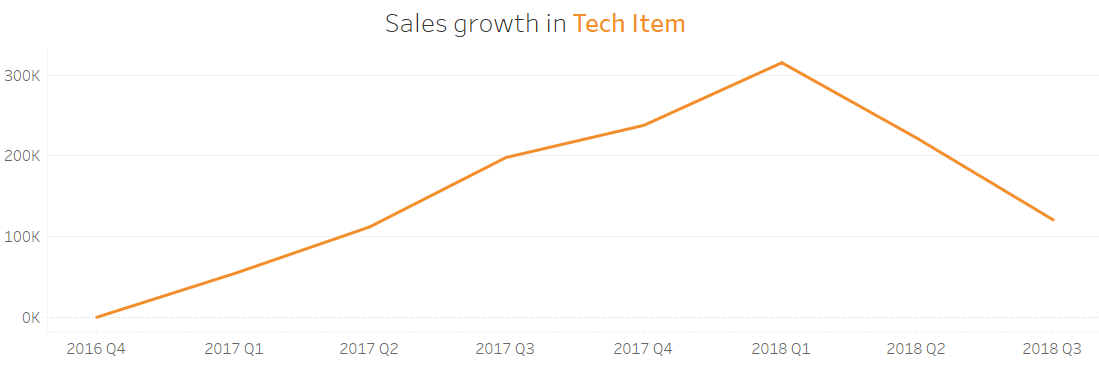 Sales growth in Tech Item
300K
200K
100K
0K
2016 Q4 2017 Q1 2017 Q2 2017 Q3 2017 Q4 2018 Q1 2018 Q2 2018 Q3